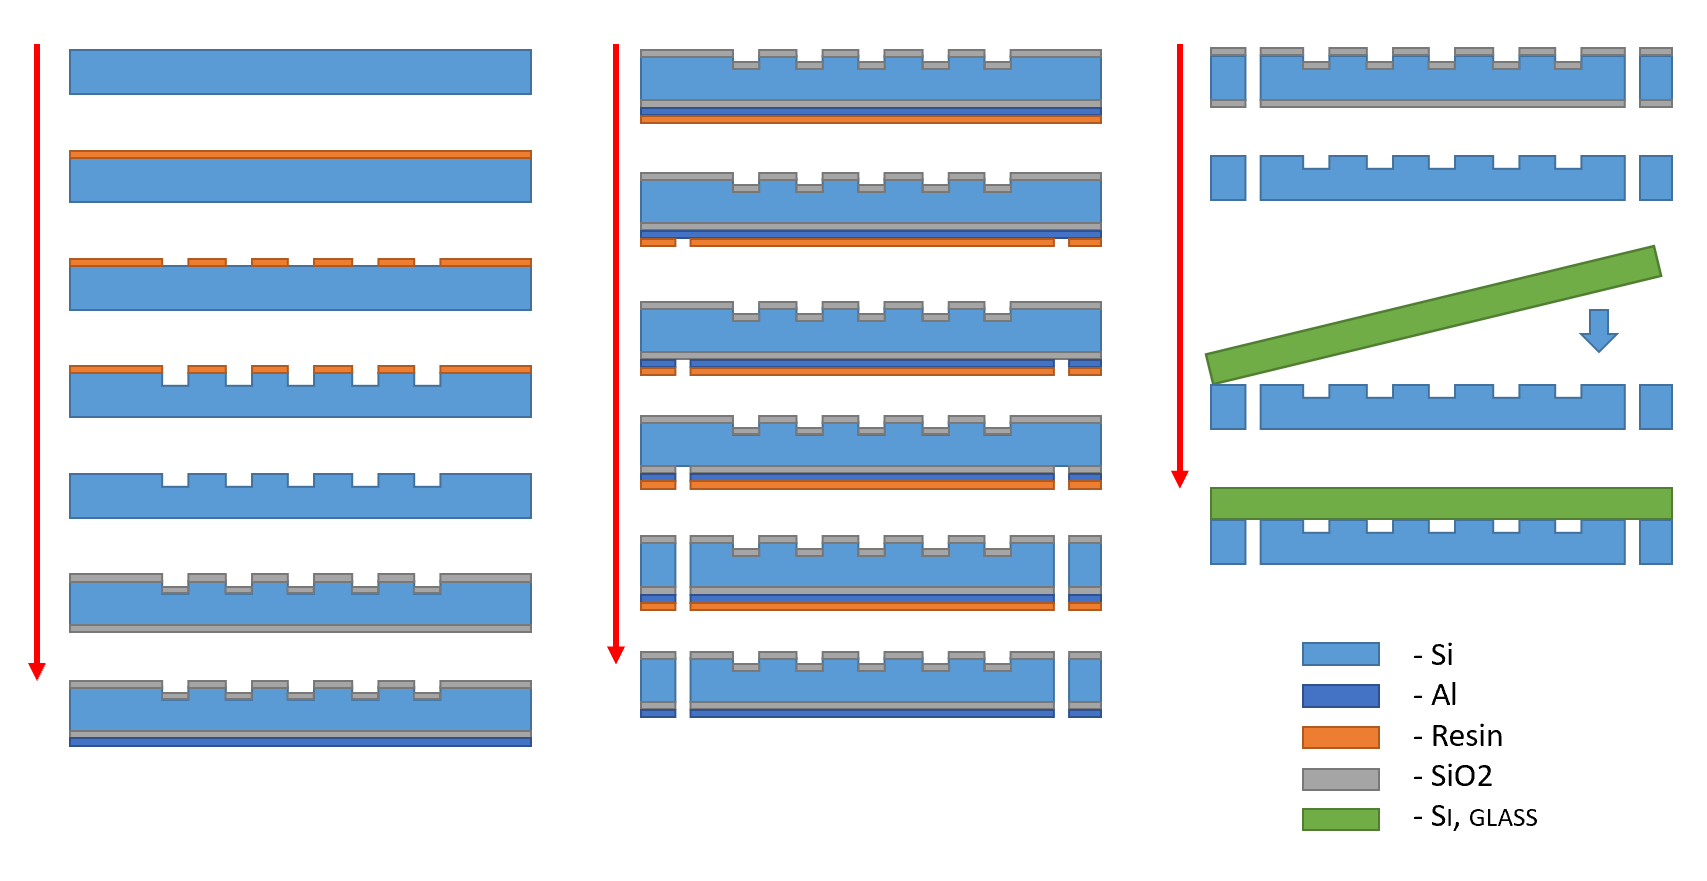 - Si
- Al
- Resin
- SiO2
- SI, GLASS